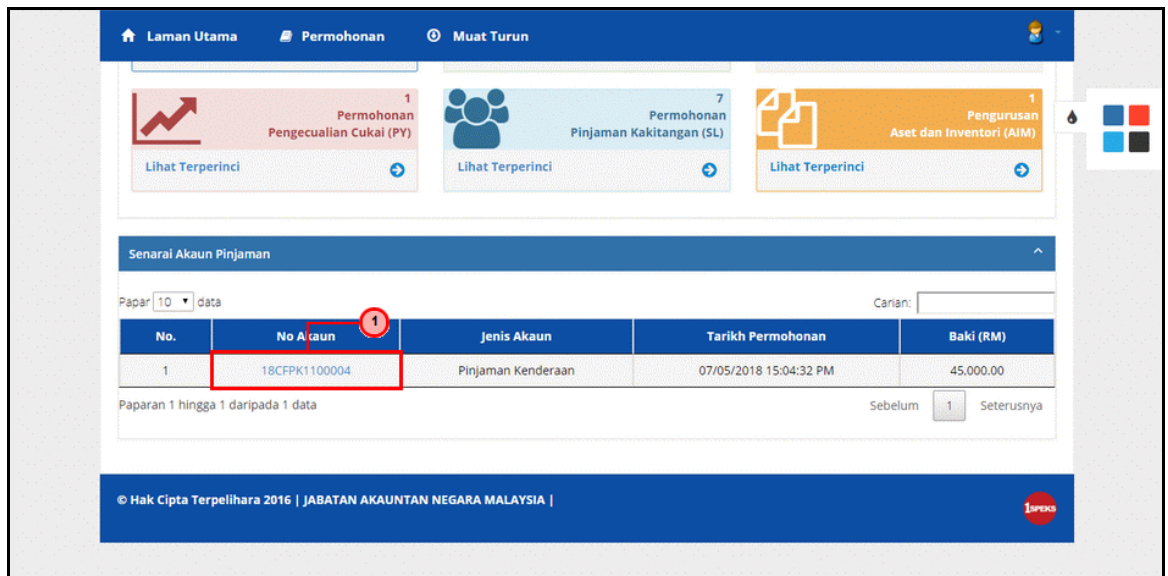 Laman Utama Permohonan Muat Turun
1
Permohonan
Pengecualian Cukai (PY)
Lihat Terperinci
7
Permohonan
Pinjaman Kakitangan (SL)
Lihat Terperinci
1
Pengurusan
Aset dan Inventori (AIM)
Lihat Terperinci
Senarai Akaun Pinjaman
Papar 10 data Carian:
1
No. No Akaun Jenis Akaun Tarikh Permohonan Baki (RM)
1 18CFPK1100004 Pinjaman Kenderaan 07/05/2018 15:04:32 PM 45,000.00
Paparan 1 hingga 1 daripada 1 data Sebelum 1 Seterusnya
© Hak Cipta Terpelihara 2016 | JABATAN AKAUNTAN NEGARA MALAYSIA |
1SPEKS